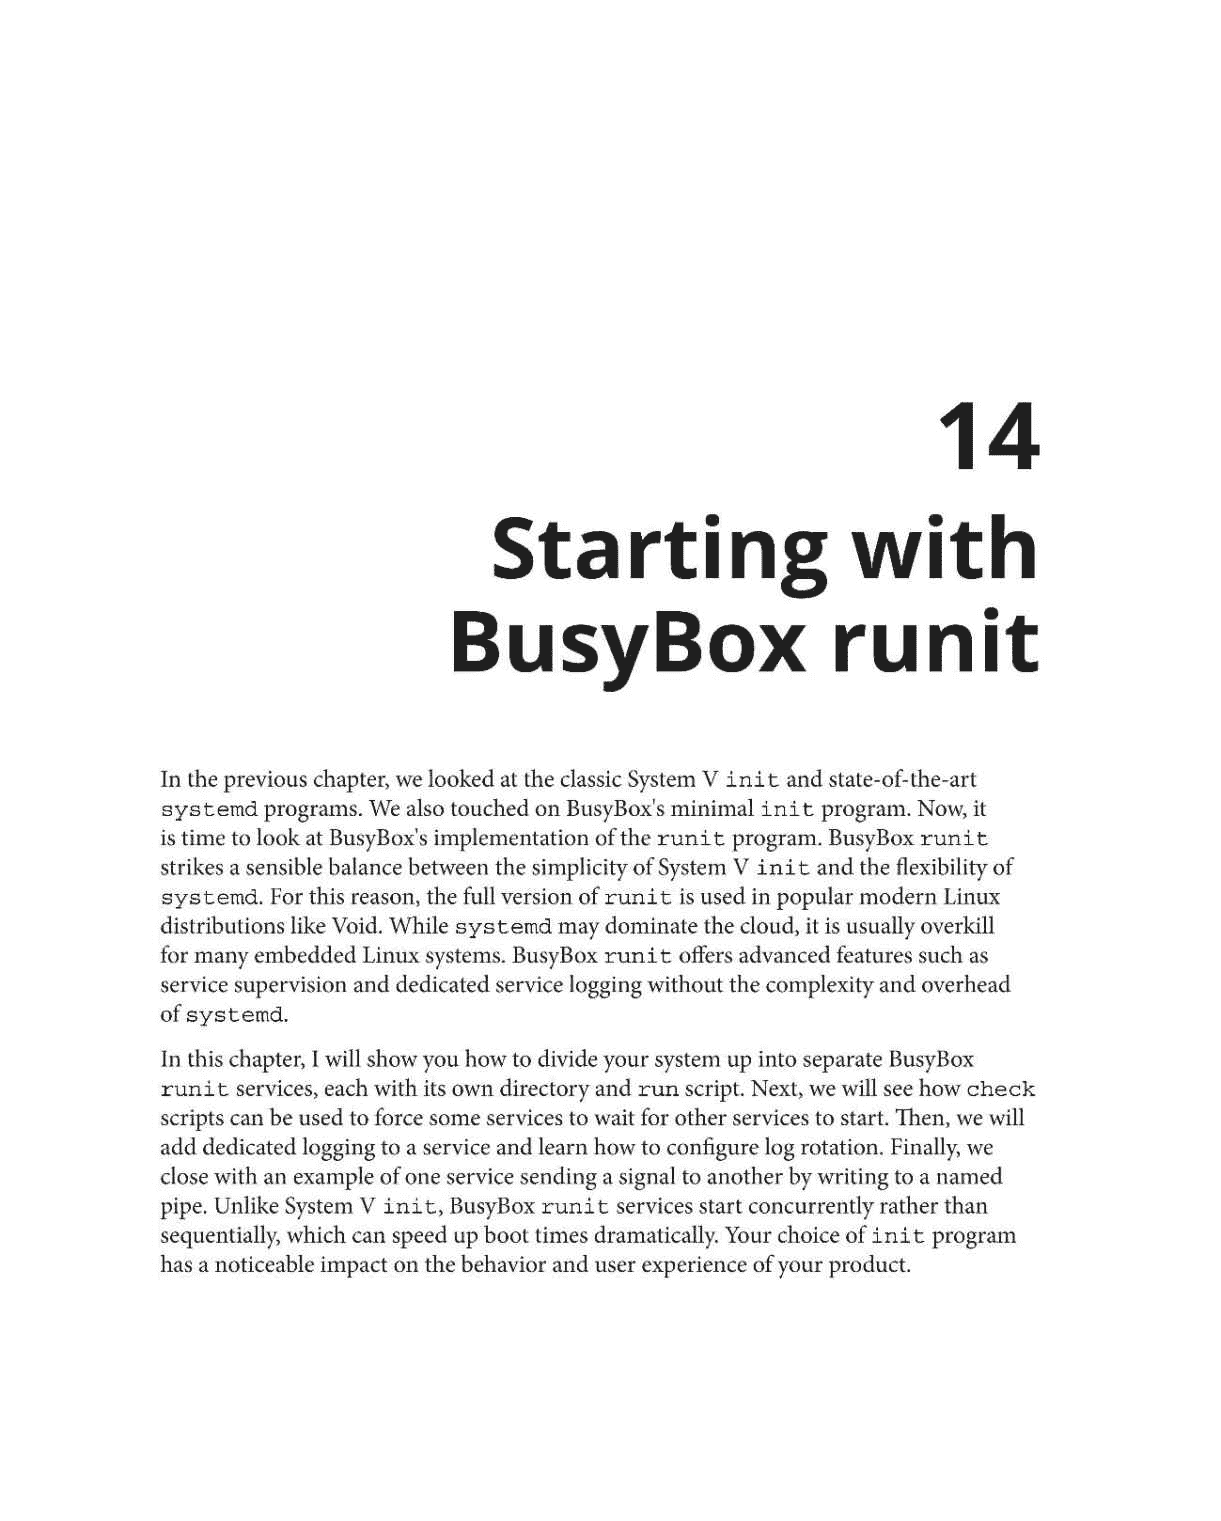 14
Starting with
BusyBox runit
In the previous chapter, we looked at the classic System V init and state-of-the-art
systemd programs. We also touched on BusyBox's minimal init program. Now, it
is time to look at BusyBox's implementation of the runit program. BusyBox runit
strikes a sensible balance between the simplicity of System V init and the flexibility of
systemd. For this reason, the full version of runit is used in popular modern Linux
distributions like Void. While systemd may dominate the cloud, it is usually overkill
for many embedded Linux systems. BusyBox runit offers advanced features such as
service supervision and dedicated service logging without the complexity and overhead
of systemd.
In this chapter, I will show you how to divide your system up into separate BusyBox
runit services, each with its own directory and run script. Next, we will see how check
scripts can be used to force some services to wait for other services to start. Then, we will
add dedicated logging to a service and learn how to configure log rotation. Finally, we
close with an example of one service sending a signal to another by writing to a named
pipe. Unlike System V init, BusyBox runit services start concurrently rather than
sequentially, which can speed up boot times dramatically. Your choice of init program
has a noticeable impact on the behavior and user experience of your product.